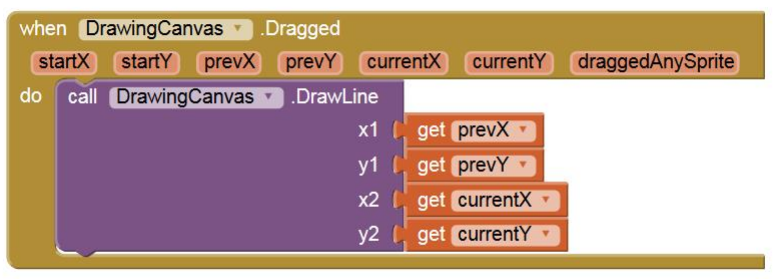 when DrawingCanvas .Dragged
startX startY prevX prevY currentX currentY draggedAnySprite
do call DrawingCanvas .DrawLine
x1 get prevX
y1 get prevY
x2 get currentX
y2 get currentY